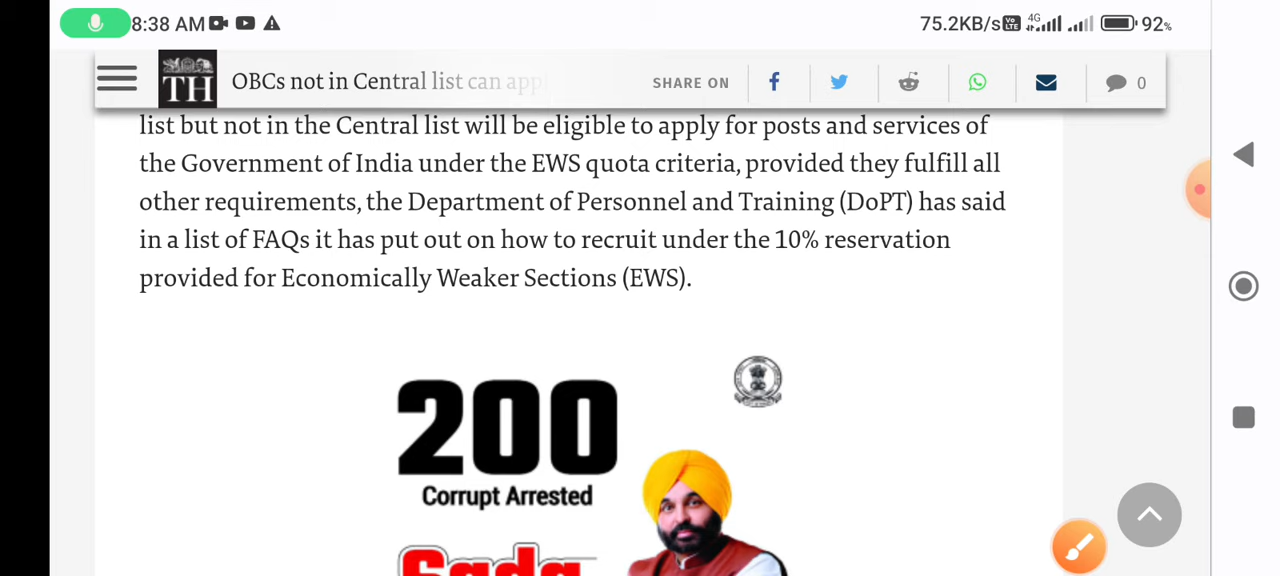 8:38 AM
75.2KB/s Vo LTE 4G 92%
TH
OBCs not in Central list can app
SHARE ON
0
list but not in the Central list will be eligible to apply for posts and services of
the Government of India under the EWS quota criteria, provided they fulfill all
other requirements, the Department of Personnel and Training (DoPT) has said
in a list of FAQs it has put out on how to recruit under the 10% reservation
provided for Economically Weaker Sections (EWS).
200
Corrupt Arrested
Sada